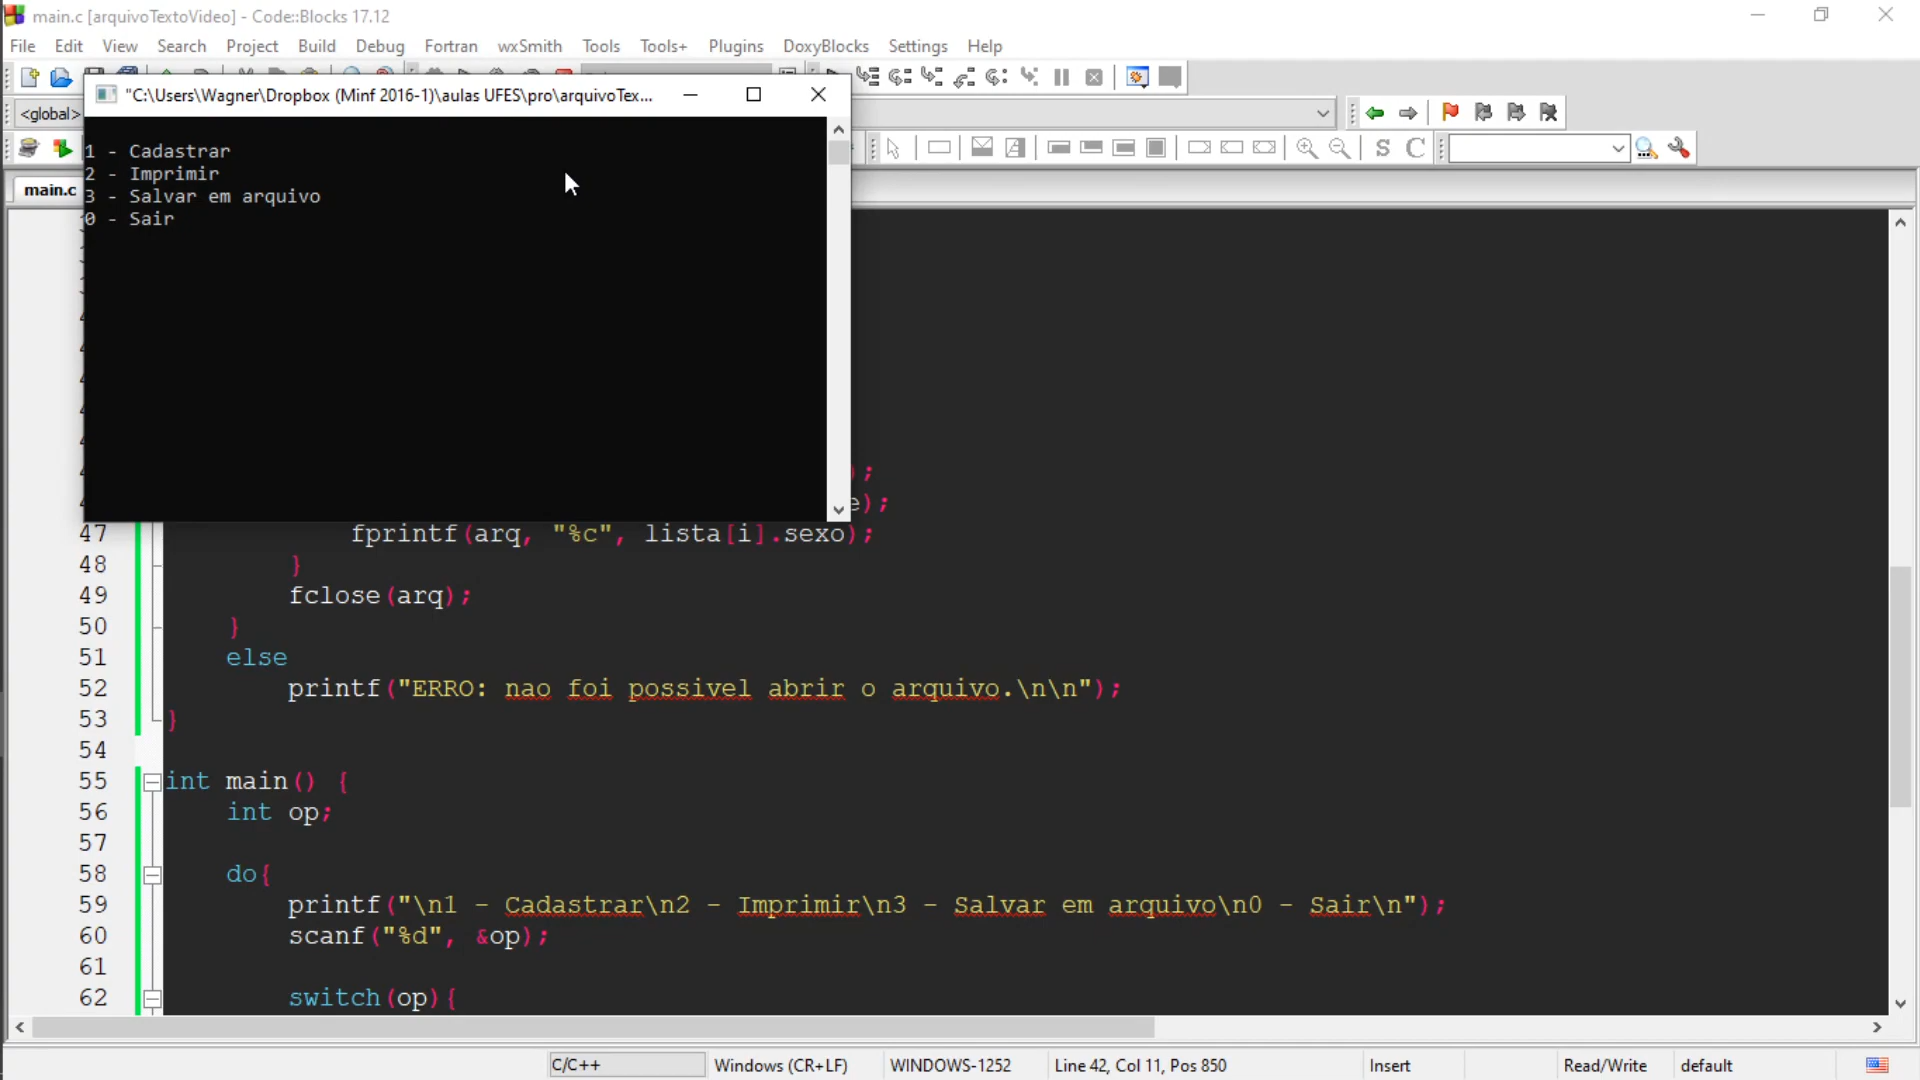 main.c [arquivoTextoVideo] - Code::Blocks 17.12
File Edit View Search Project Build Debug Fortran wxSmith Tools Tools+ Plugins DoxyBlocks Settings Help
"C:\Users\Wagner\Dropbox (Minf 2016-1)\aulas UFES\pro\arquivoTex...
<global>
1 - Cadastrar
2 - Imprimir
3 - Salvar em arquivo
0 - Sair
S C
main.c
);
e);
47 fprintf(arq, "%c", lista[i].sexo);
48 }
49 fclose(arq);
50 }
51 else
52 printf("ERRO: nao foi possivel abrir o arquivo.\n\n");
53 }
54
55 int main() {
56 int op;
57
58 do{
59 printf("\n1 - Cadastrar\n2 - Imprimir\n3 - Salvar em arquivo\n0 - Sair\n");
60 scanf("%d", &op);
61
62 switch(op){
C/C++ Windows (CR+LF) WINDOWS-1252 Line 42, Col 11, Pos 850 Insert Read/Write default